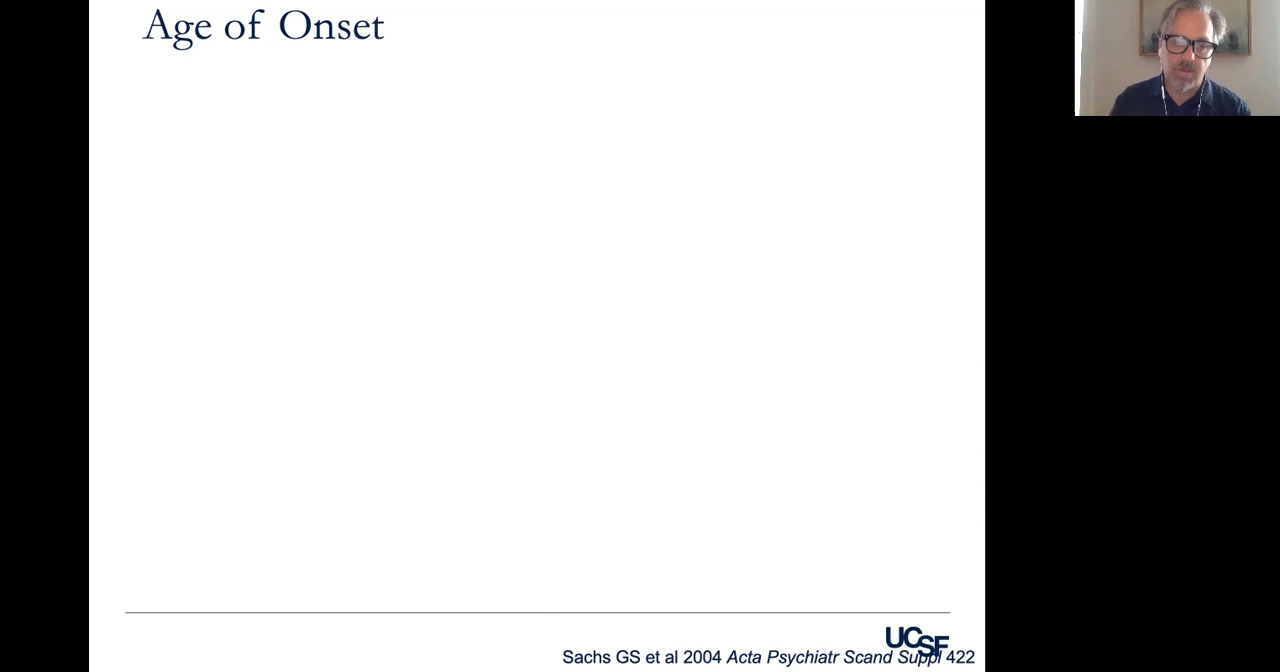 Age of Onset
UCSF
Sachs GS et al 2004 Acta Psychiatr Scand Suppl 422